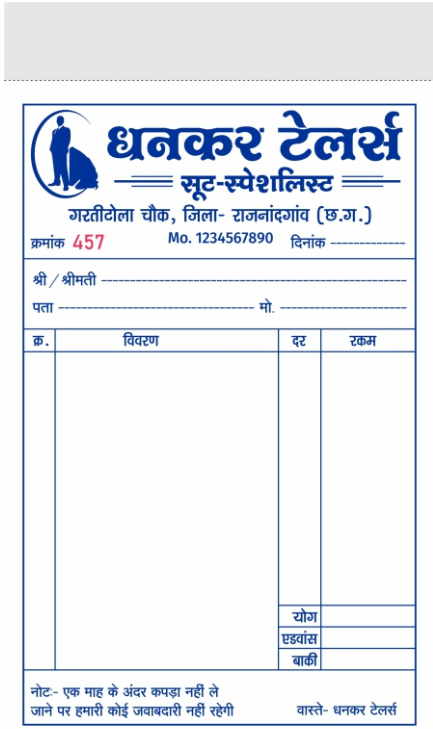 धनकर टेलर्स
सूट-स्पेशलिस्ट
गरतीटोला चौक, जिला- राजनांदगांव (छ.ग.)
क्रमांक 457 Mo. 1234567890 दिनांक -------------
श्री / श्रीमती ------------------------------------------------------
पता ---------------------------------- मो. ----------------------
क्र. विवरण दर रकम
योग
एडवांस
बाकी
नोटः- एक माह के अंदर कपड़ा नहीं ले
जाने पर हमारी कोई जवाबदारी नहीं रहेगी वास्ते- धनकर टेलर्स